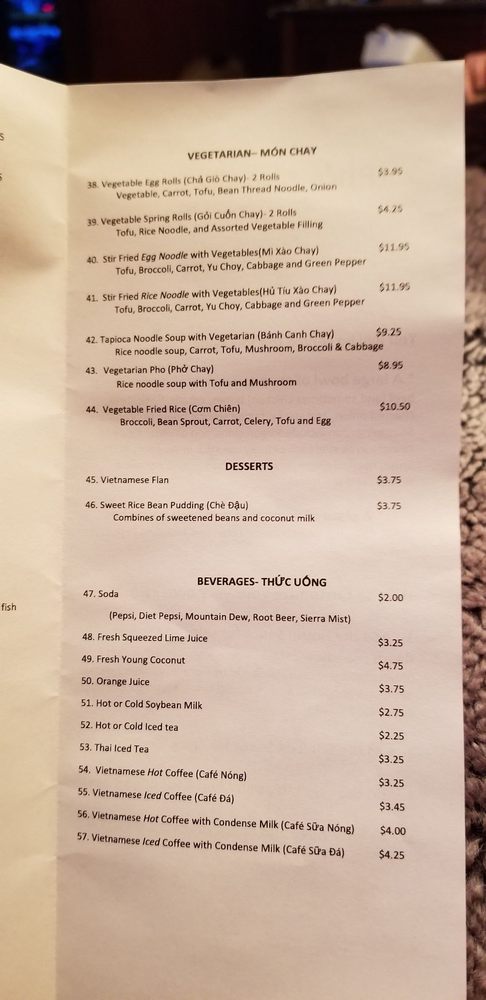 VEGETARIAN- MÓN CHAY
38. Vegetable Egg Rolls (Chả Giò Chay)- 2 Rolls $3.95
Vegetable, Carrot, Tofu, Bean Thread Noodle, Onion
39. Vegetable Spring Rolls (Gỏi Cuốn Chay)- 2 Rolls $4.25
Tofu, Rice Noodle, and Assorted Vegetable Filling
40. Stir Fried Egg Noodle with Vegetables(Mì Xào Chay) $11.95
Tofu, Broccoli, Carrot, Yu Choy, Cabbage and Green Pepper
41. Stir Fried Rice Noodle with Vegetables(Hủ Tíu Xào Chay) $11.95
Tofu, Broccoli, Carrot, Yu Choy, Cabbage and Green Pepper
42. Tapioca Noodle Soup with Vegetarian (Bánh Canh Chay) $9.25
Rice noodle soup, Carrot, Tofu, Mushroom, Broccoli & Cabbage
43. Vegetarian Pho (Phở Chay) $8.95
Rice noodle soup with Tofu and Mushroom
44. Vegetable Fried Rice (Cơm Chiên) $10.50
Broccoli, Bean Sprout, Carrot, Celery, Tofu and Egg
DESSERTS
45. Vietnamese Flan $3.75
46. Sweet Rice Bean Pudding (Chè Đậu) $3.75
Combines of sweetened beans and coconut milk
fish
BEVERAGES- THỨC UỐNG
47. Soda $2.00
(Pepsi, Diet Pepsi, Mountain Dew, Root Beer, Sierra Mist)
48. Fresh Squeezed Lime Juice $3.25
49. Fresh Young Coconut $4.75
50. Orange Juice $3.75
51. Hot or Cold Soybean Milk $2.75
52. Hot or Cold Iced tea $2.25
53. Thai Iced Tea $3.25
54. Vietnamese Hot Coffee (Café Nóng) $3.25
55. Vietnamese Iced Coffee (Café Đá) $3.45
56. Vietnamese Hot Coffee with Condense Milk (Café Sữa Nóng) $4.00
57. Vietnamese Iced Coffee with Condense Milk (Café Sữa Đá) $4.25